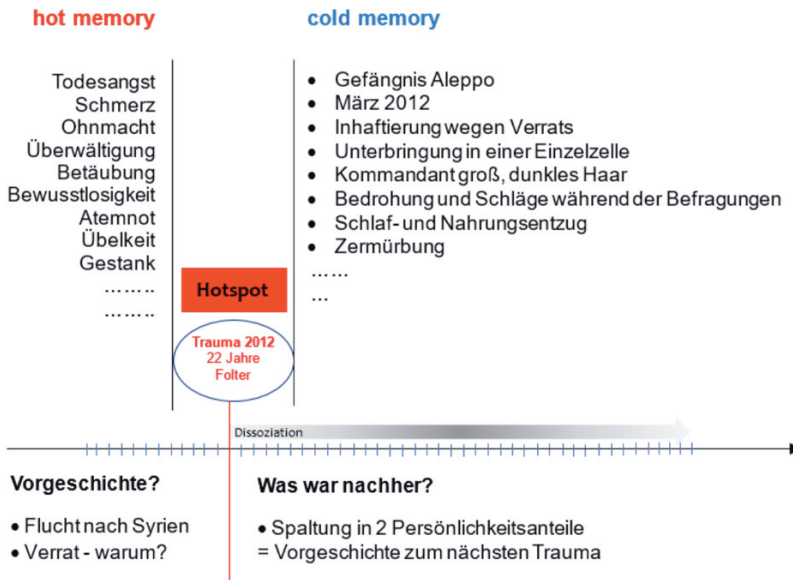 hot memory
Todesangst
Schmerz
Ohnmacht
Überwältigung
Betäubung
Bewusstlosigkeit
Atemnot
Übelkeit
Gestank
........
........
cold memory
• Gefängnis Aleppo
• März 2012
• Inhaftierung wegen Verrats
• Unterbringung in einer Einzelzelle
• Kommandant groß, dunkles Haar
• Bedrohung und Schläge während der Befragungen
• Schlaf- und Nahrungsentzug
• Zermürbung
......
...
Hotspot
Trauma 2012
22 Jahre
Folter
Dissoziation
Vorgeschichte?
• Flucht nach Syrien
• Verrat - warum?
Was war nachher?
• Spaltung in 2 Persönlichkeitsanteile
= Vorgeschichte zum nächsten Trauma